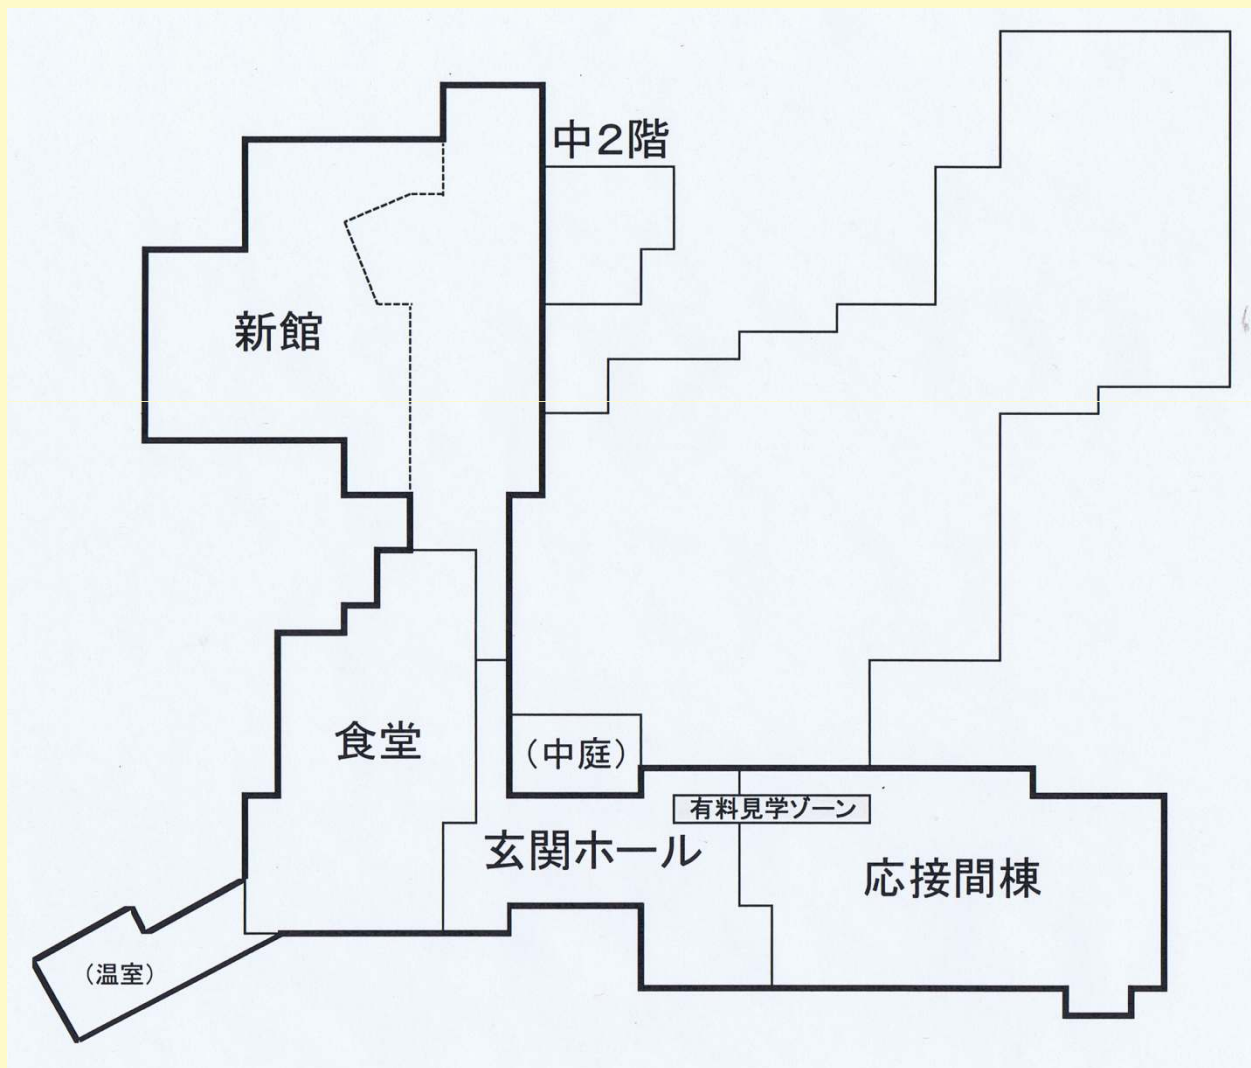 中２階
新館
食堂
（中庭）
有料見学ゾーン
玄関ホール
応接間棟
（温室）